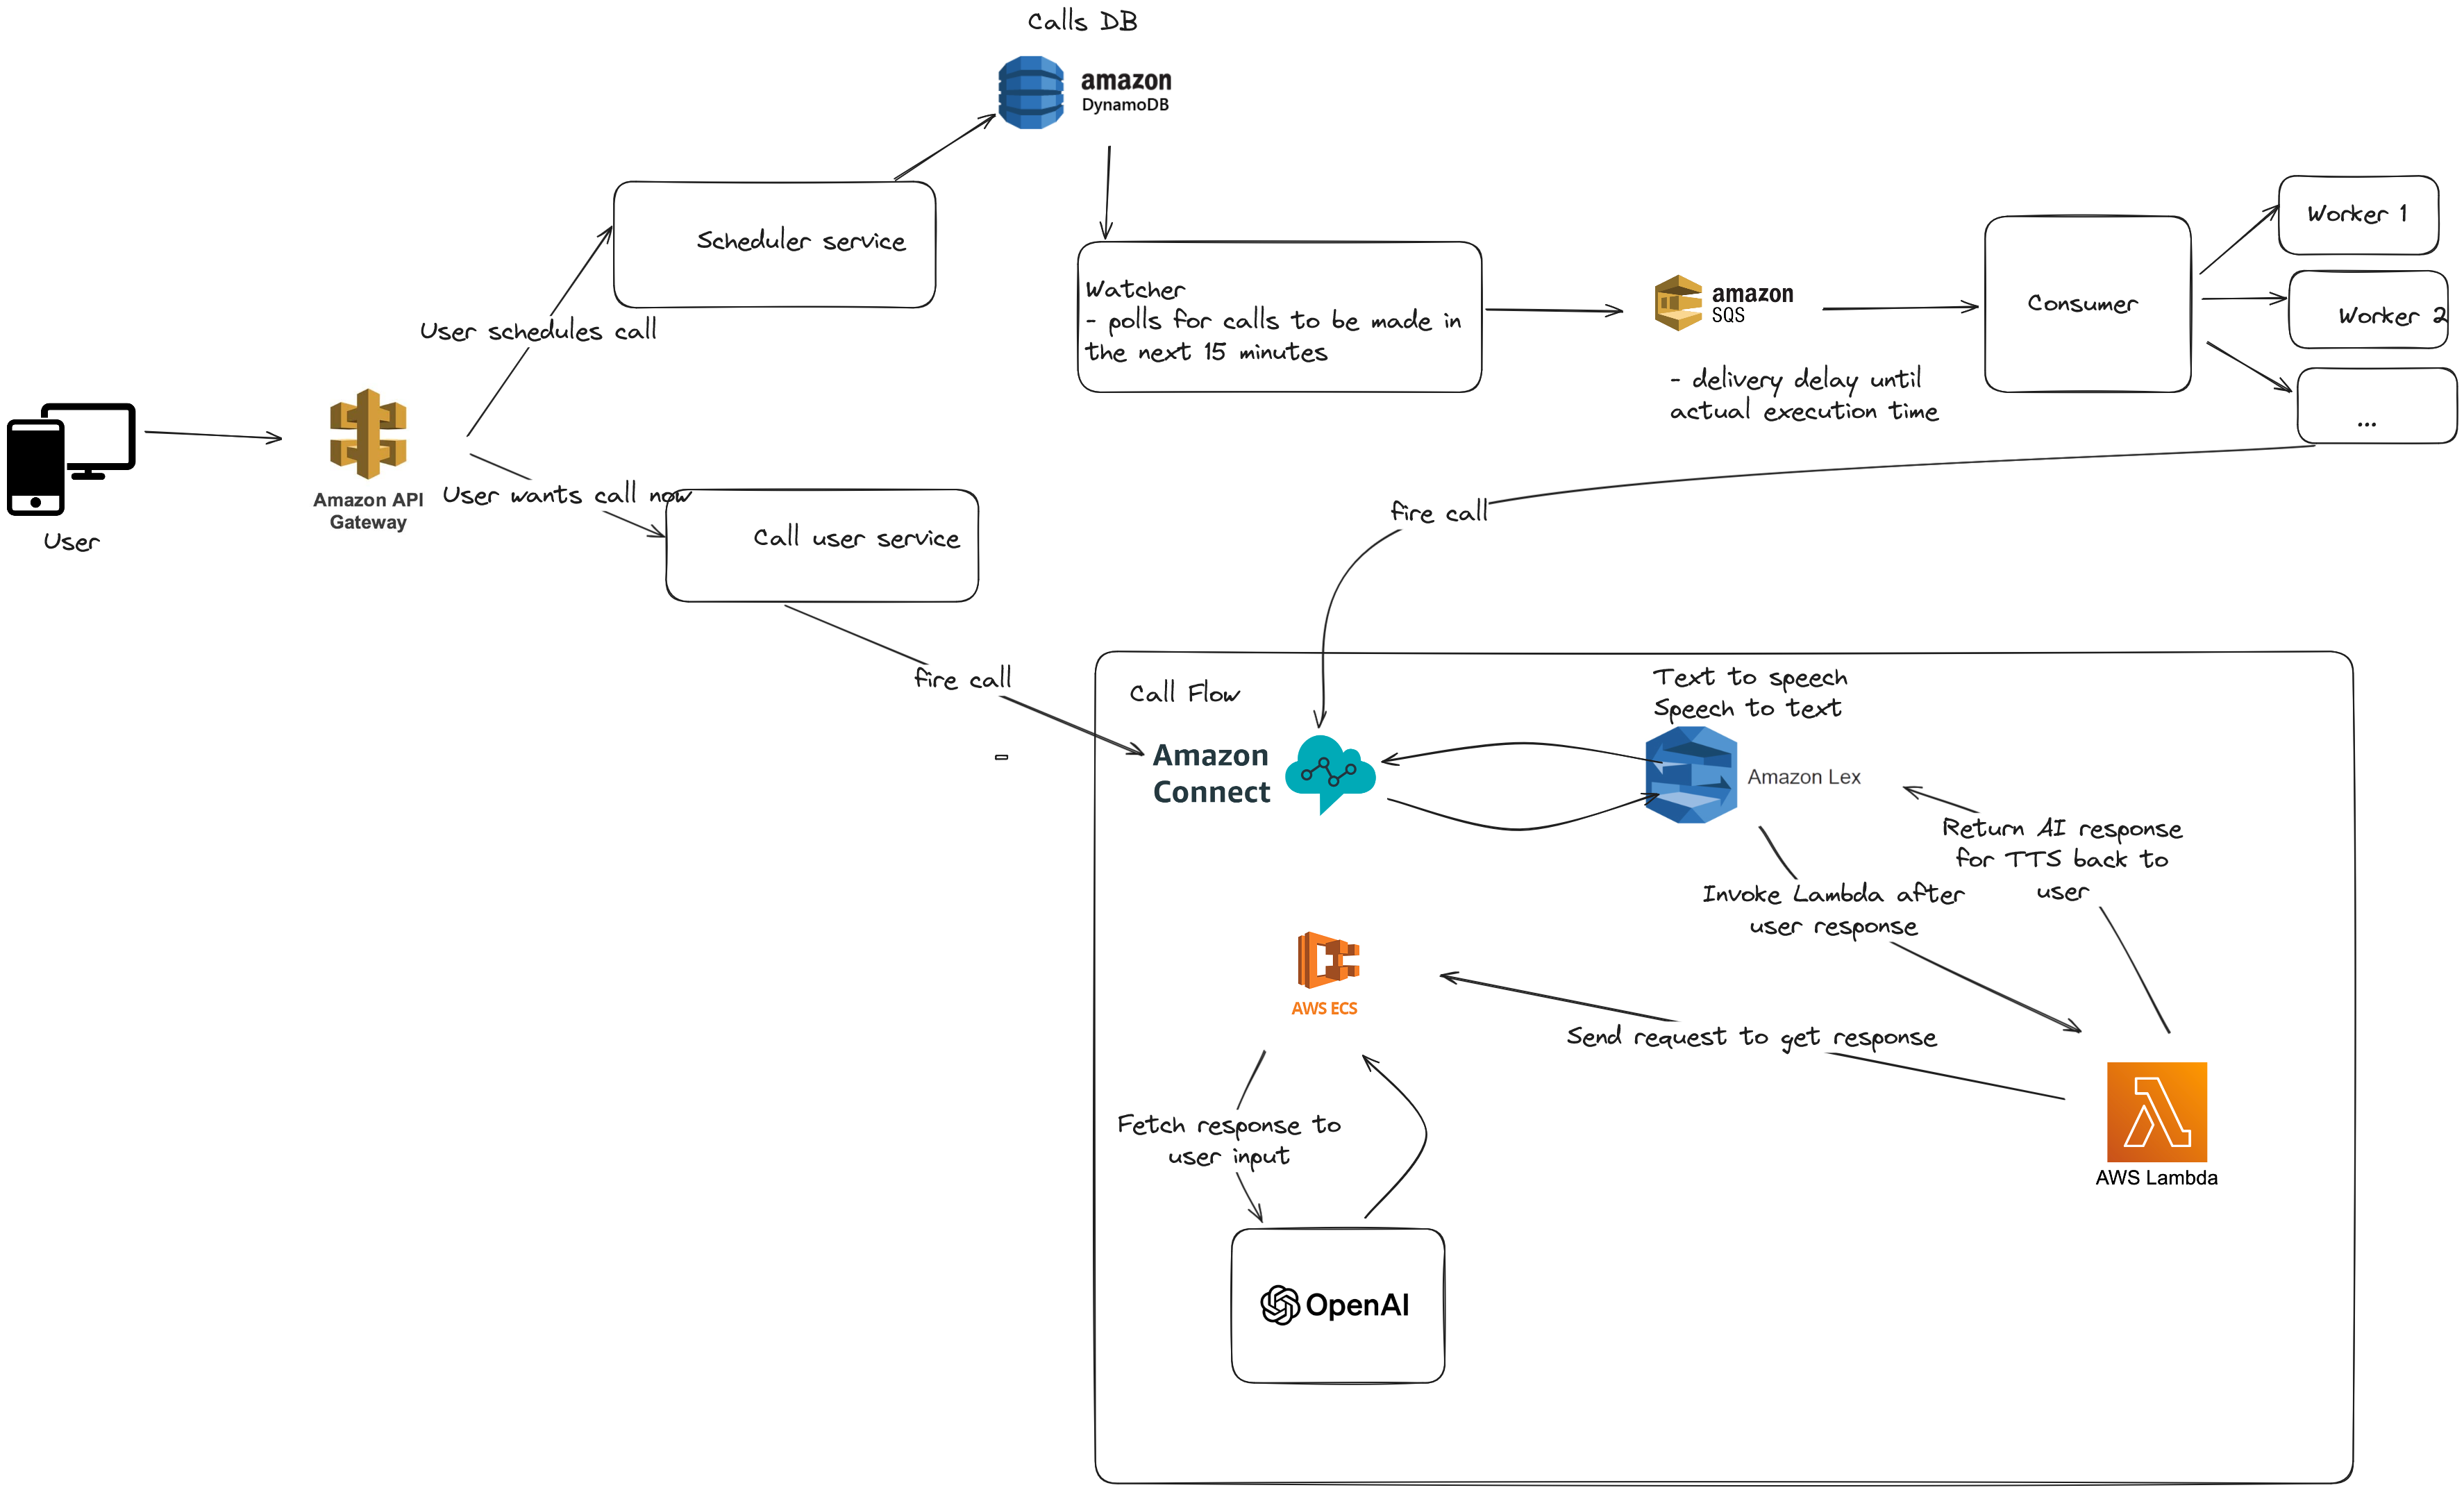 Calls DB
amazon
DynamoDB
Scheduler service
User schedules call
Watcher
- polls for calls to be made in
the next 15 minutes
amazon
SQS
- delivery delay until
actual execution time
Consumer
Worker 1
Worker 2
...
User
Amazon API
Gateway
User wants call now
Call user service
fire call
fire call
Call Flow
Amazon
Connect
Text to speech
Speech to text
Amazon Lex
Return AI response
for TTS back to
user
Invoke Lambda after
user response
AWS ECS
Send request to get response
Fetch response to
user input
AWS Lambda
OpenAI